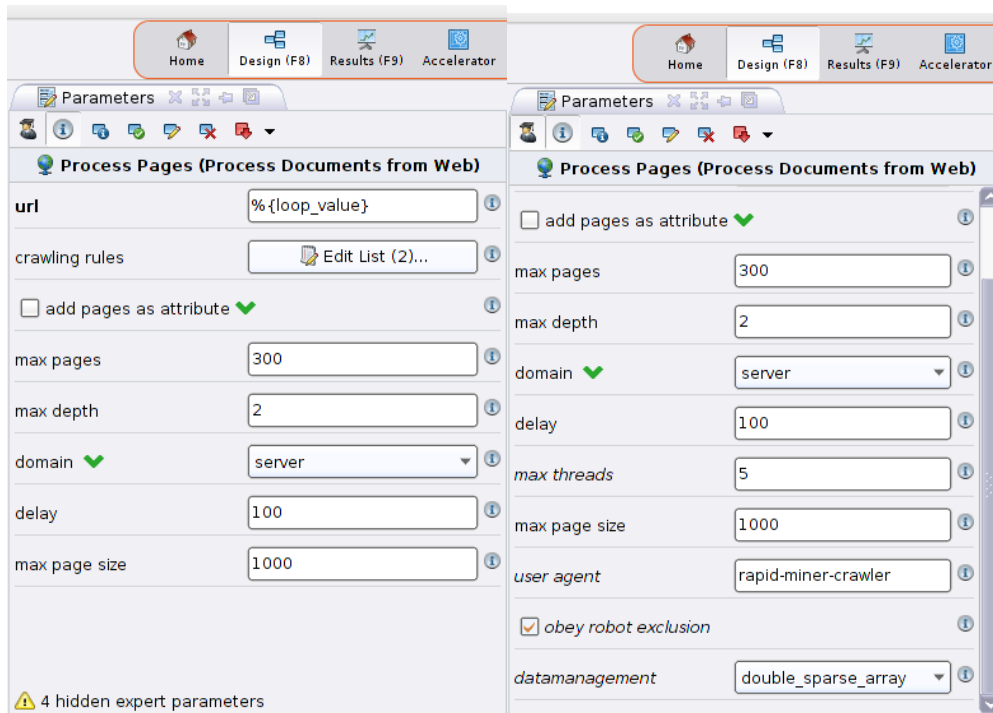 Home Design (F8) Results (F9) Accelerator
Parameters
Process Pages (Process Documents from Web)
url %{loop_value}
crawling rules Edit List (2)...
add pages as attribute
max pages 300
max depth 2
domain server
delay 100
max page size 1000
4 hidden expert parameters
Home Design (F8) Results (F9) Accelerator
Parameters
Process Pages (Process Documents from Web)
add pages as attribute
max pages 300
max depth 2
domain server
delay 100
max threads 5
max page size 1000
user agent rapid-miner-crawler
obey robot exclusion
datamanagement double_sparse_array